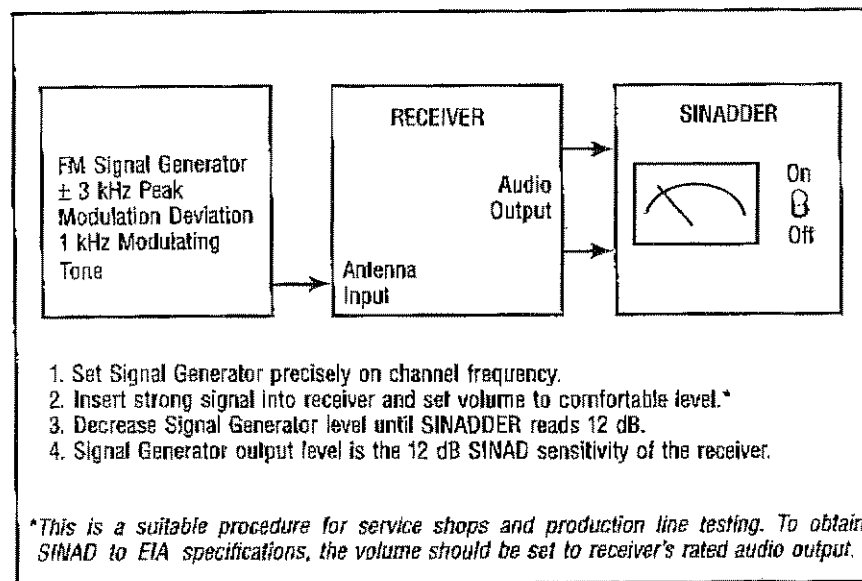 FM Signal Generator
± 3 kHz Peak
Modulation Deviation
1 kHz Modulating
Tone
RECEIVER
Audio
Output
Antenna
Input
SINADDER
On
Off
1. Set Signal Generator precisely on channel frequency.
2. Insert strong signal into receiver and set volume to comfortable level.*
3. Decrease Signal Generator level until SINADDER reads 12 dB.
4. Signal Generator output level is the 12 dB SINAD sensitivity of the receiver.
*This is a suitable procedure for service shops and production line testing. To obtain
SINAD to EIA specifications, the volume should be set to receiver's rated audio output.